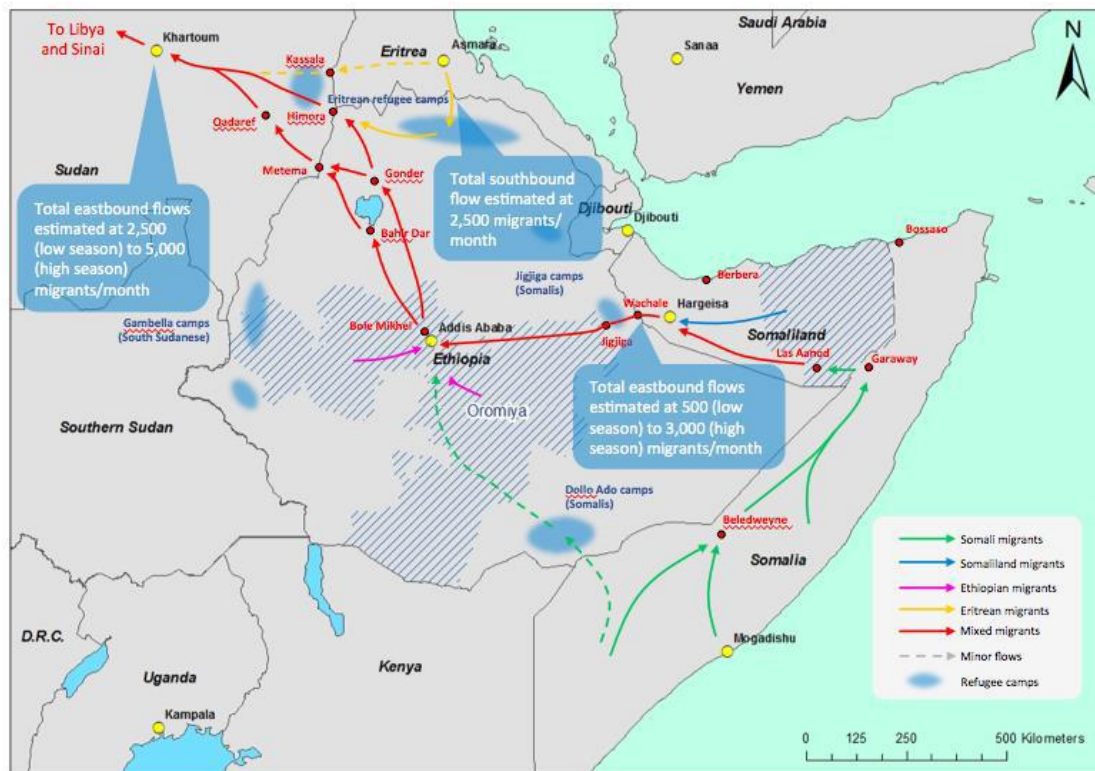 To Libya
and Sinai
Khartoum
Kassala
Eritrea
Asmara
Saudi Arabia
Sanaa
Yemen
N
Eritrean refugee camps
Qadaref
Himora
Sudan
Metema
Gonder
Total eastbound flows
estimated at 2,500
(low season) to 5,000
(high season)
migrants/month
Total southbound
flow estimated at
2,500 migrants/
month
Bahir Dar
Djibouti
Djibouti
Bossaso
Berbera
Jigjiga camps
(Somalis)
Gambella camps
(South Sudanese)
Bole Mikhel
Addis Ababa
Ethiopia
Wachale
Hargeisa
Jigjiga
Somaliland
Las Aanod
Garaway
Oromiya
Total eastbound flows
estimated at 500 (low
season) to 3,000 (high
season) migrants/month
Southern Sudan
Dollo Ado camps
(Somalis)
Beledweyne
Somalia
Mogadishu
D.R.C.
Uganda
Kenya
Kampala
Somali migrants
Somaliland migrants
Ethiopian migrants
Eritrean migrants
Mixed migrants
Minor flows
Refugee camps
0 125 250 500 Kilometers